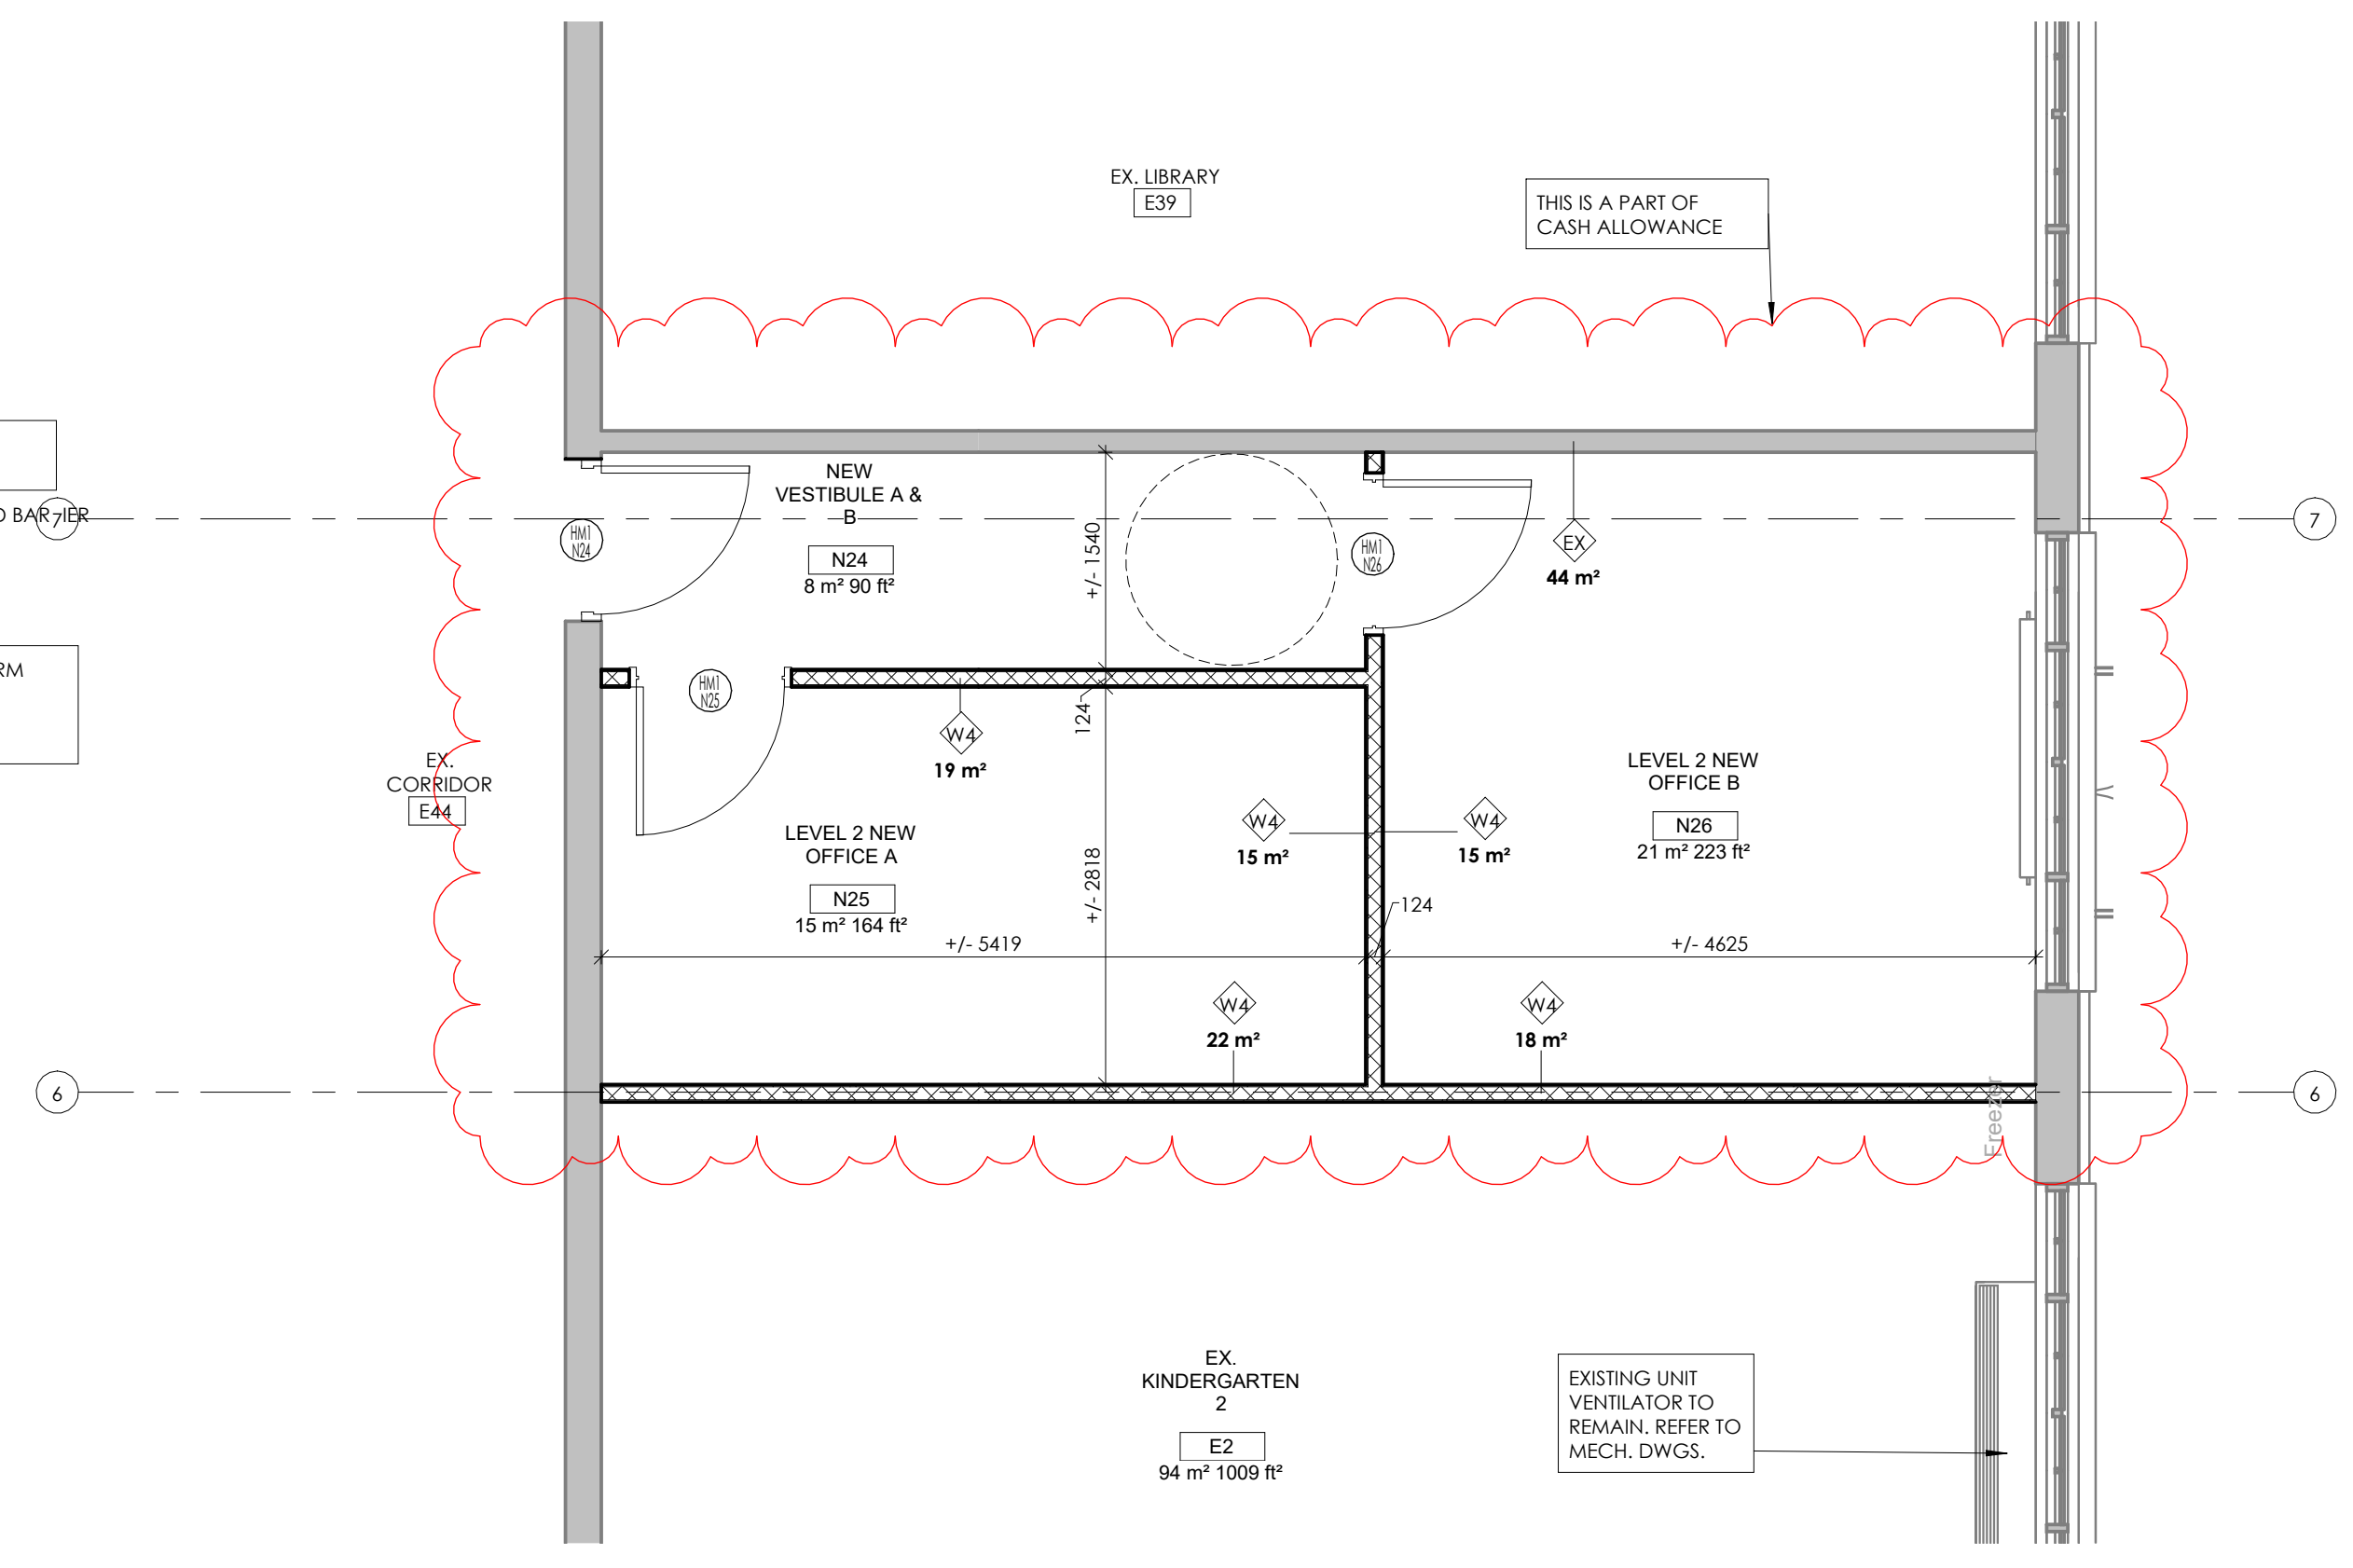 EX. LIBRARY
E39
THIS IS A PART OF
CASH ALLOWANCE
NEW
VESTIBULE A &
B
N24
8 m² 90 ft²
HM1
N24
+/- 1540
HM1
N26
EX
44 m²
7
7
RM
HM1
N25
124
W4
19 m²
EX.
CORRIDOR
E44
LEVEL 2 NEW
OFFICE A
N25
15 m² 164 ft²
+/- 2818
W4
15 m²
W4
15 m²
LEVEL 2 NEW
OFFICE B
N26
21 m² 223 ft²
124
+/- 5419
+/- 4625
W4
22 m²
W4
18 m²
6
6
Freezer
EX.
KINDERGARTEN
2
E2
94 m² 1009 ft²
EXISTING UNIT
VENTILATOR TO
REMAIN. REFER TO
MECH. DWGS.